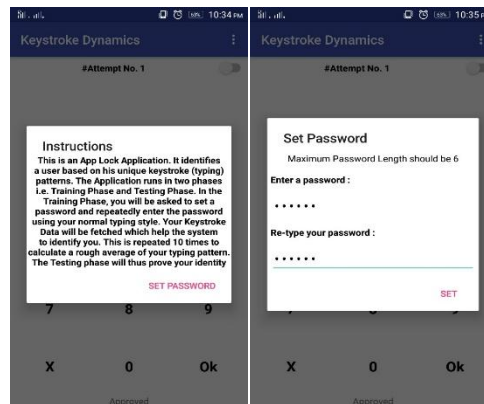 10:34 PM
Keystroke Dynamics
#Attempt No. 1
Instructions
This is an App Lock Application. It identifies
a user based on his unique keystroke (typing)
patterns. The Application runs in two phases
i.e. Training Phase and Testing Phase. In the
Training Phase, you will be asked to set a
password and repeatedly enter the password
using your normal typing style. Your Keystroke
Data will be fetched which help the system
to identify you. This is repeated 10 times to
calculate a rough average of your typing pattern.
The Testing phase will thus prove your identity
SET PASSWORD
7 8 9
X 0 Ok
Approved
10:35 P
Keystroke Dynamics
#Attempt No. 1
Set Password
Maximum Password Length should be 6
Enter a password :
••••••
Re-type your password :
••••••
SET
X 0 Ok
Approved